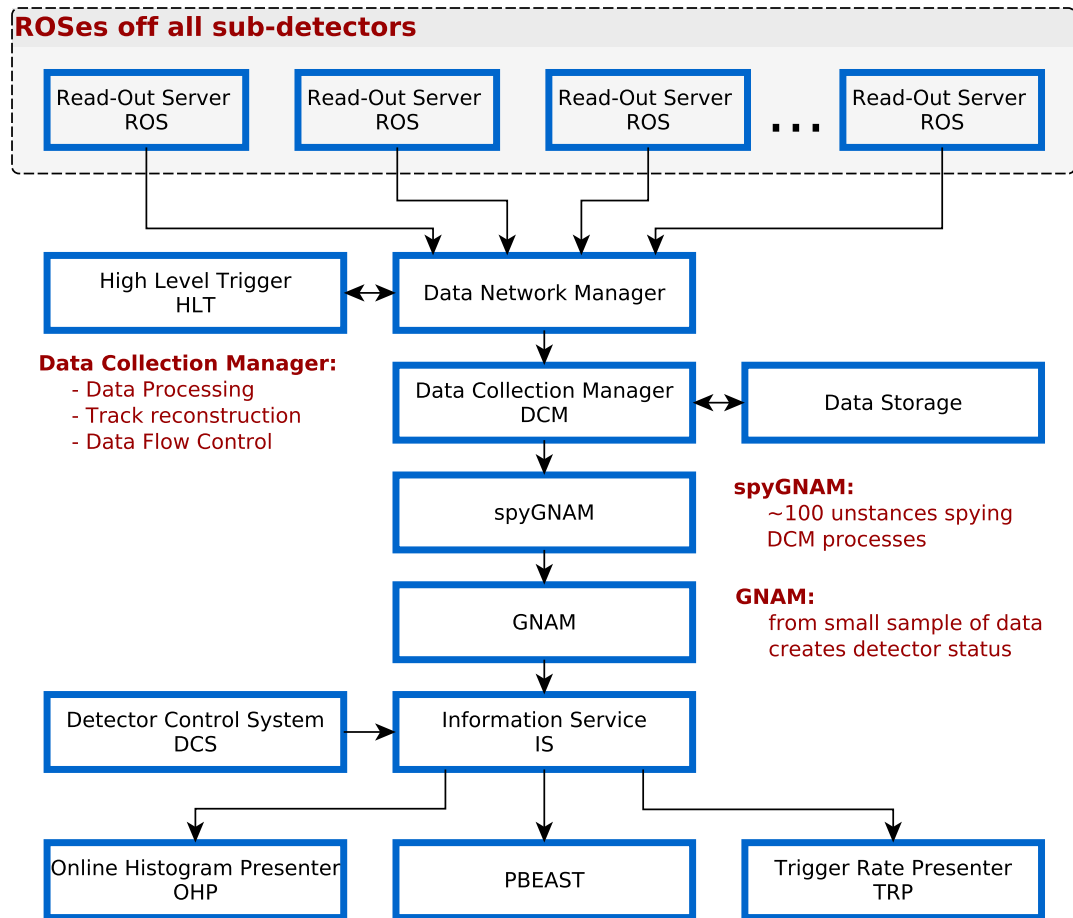 ROSes off all sub-detectors
Read-Out Server
ROS
Read-Out Server
ROS
Read-Out Server
ROS
...
Read-Out Server
ROS
High Level Trigger
HLT
Data Network Manager
Data Collection Manager:
- Data Processing
- Track reconstruction
- Data Flow Control
Data Collection Manager
DCM
Data Storage
spyGNAM
spyGNAM:
~100 unstances spying
DCM processes
GNAM
GNAM:
from small sample of data
creates detector status
Detector Control System
DCS
Information Service
IS
Online Histogram Presenter
OHP
PBEAST
Trigger Rate Presenter
TRP